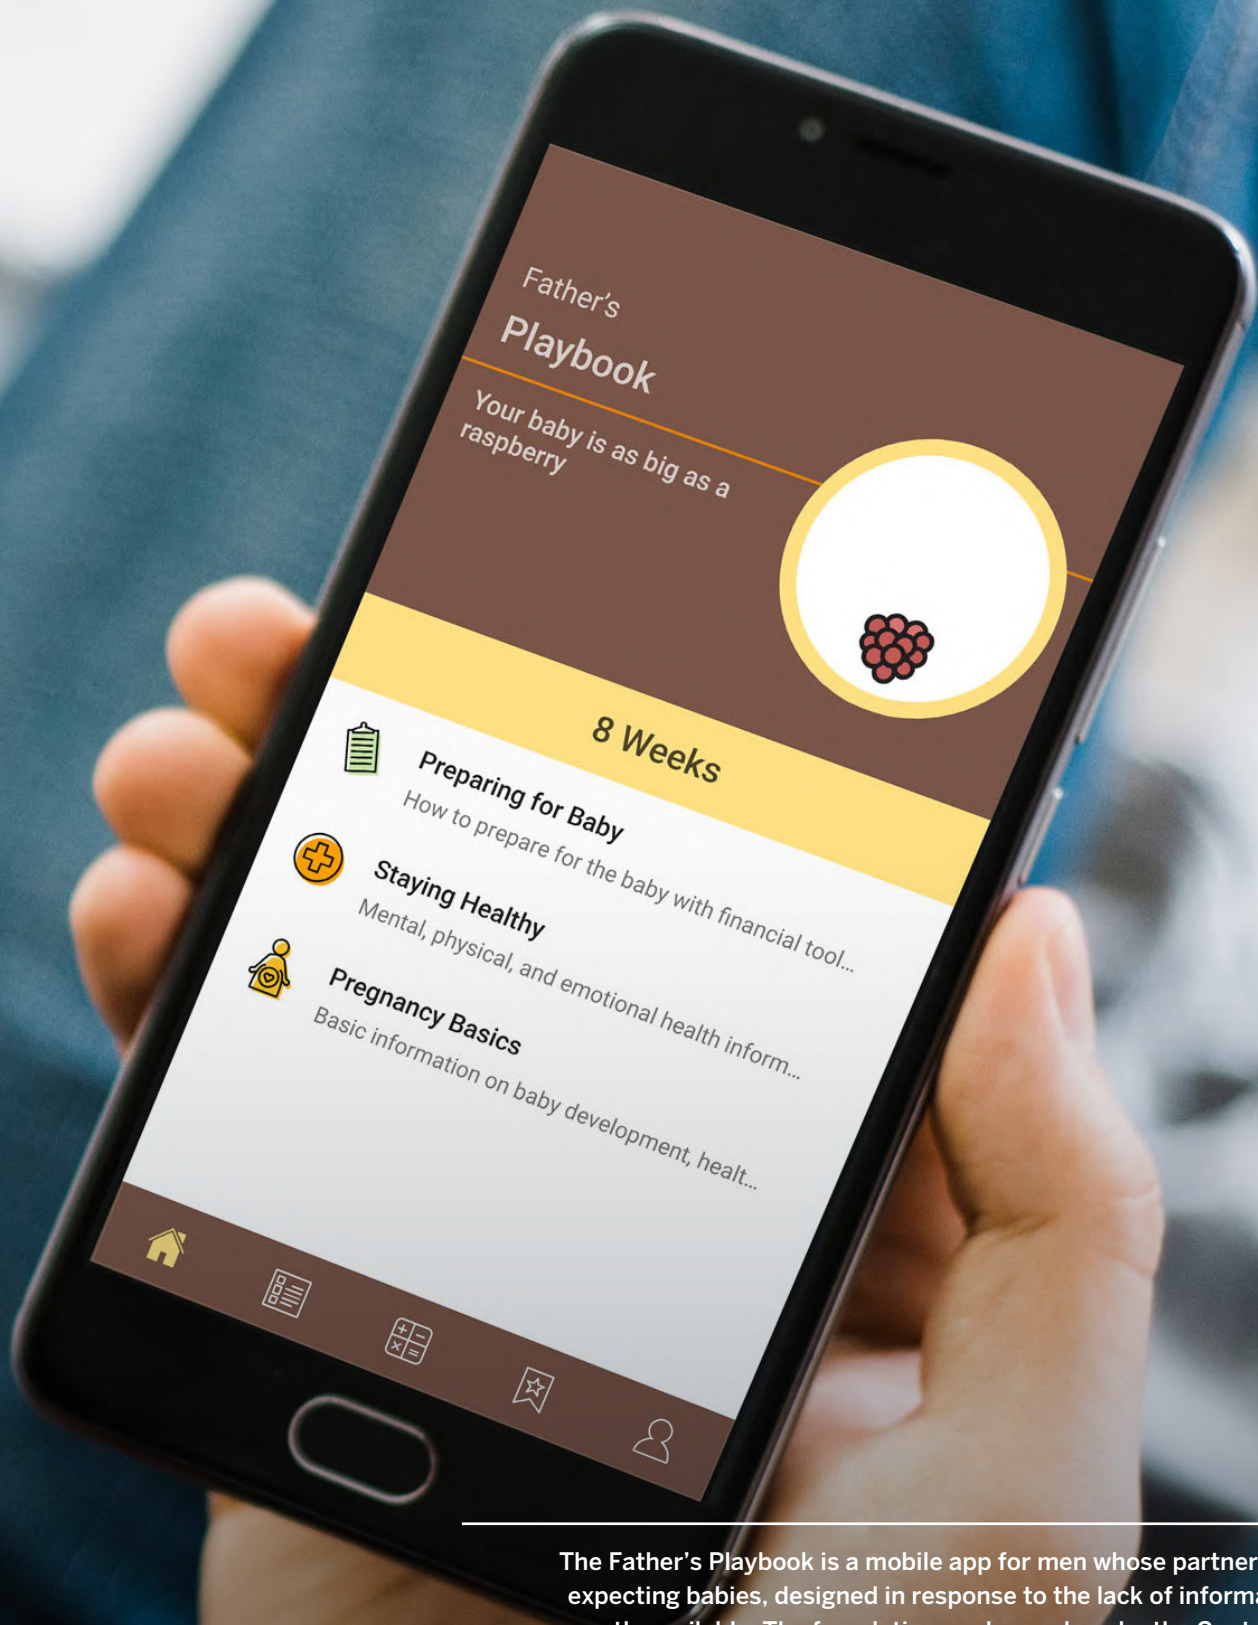 Father's
Playbook
Your baby is as big as a
raspberry
8 Weeks
Preparing for Baby
How to prepare for the baby with financial tool...
Staying Healthy
Mental, physical, and emotional health inform...
Pregnancy Basics
Basic information on baby development, healt...
The Father’s Playbook is a mobile app for men whose partner
expecting babies, designed in response to the lack of